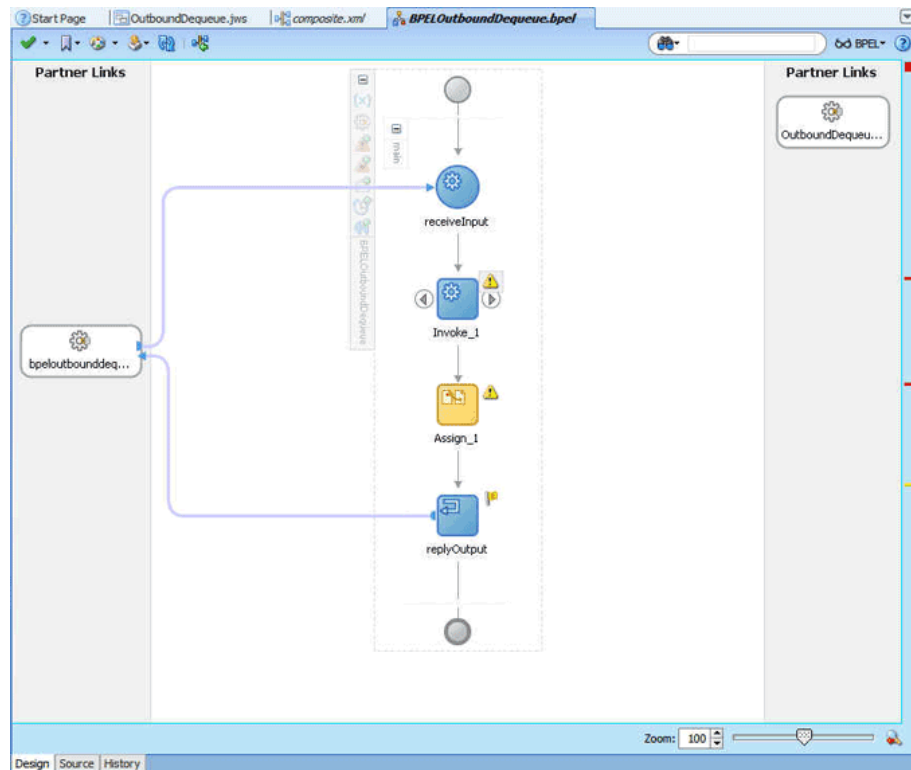 Start Page
OutboundDequeue.jws
composite.xml
BPELOutboundDequeue.bpel
BPEL
Partner Links
Partner Links
OutboundDequeu...
main
receiveInput
BPELOutboundDequeue
Invoke_1
bpeloutbounddeq...
Assign_1
replyOutput
Zoom: 100
Design Source History